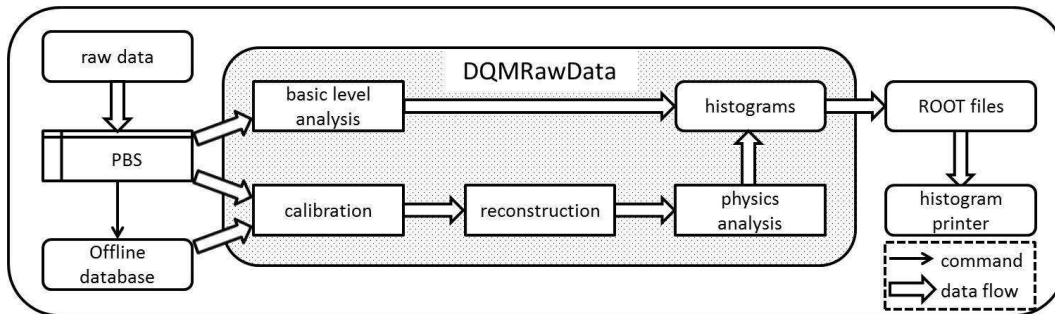 raw data
PBS
Offline
database
DQMRawData
basic level
analysis
histograms
calibration
reconstruction
physics
analysis
ROOT files
histogram
printer
command
data flow